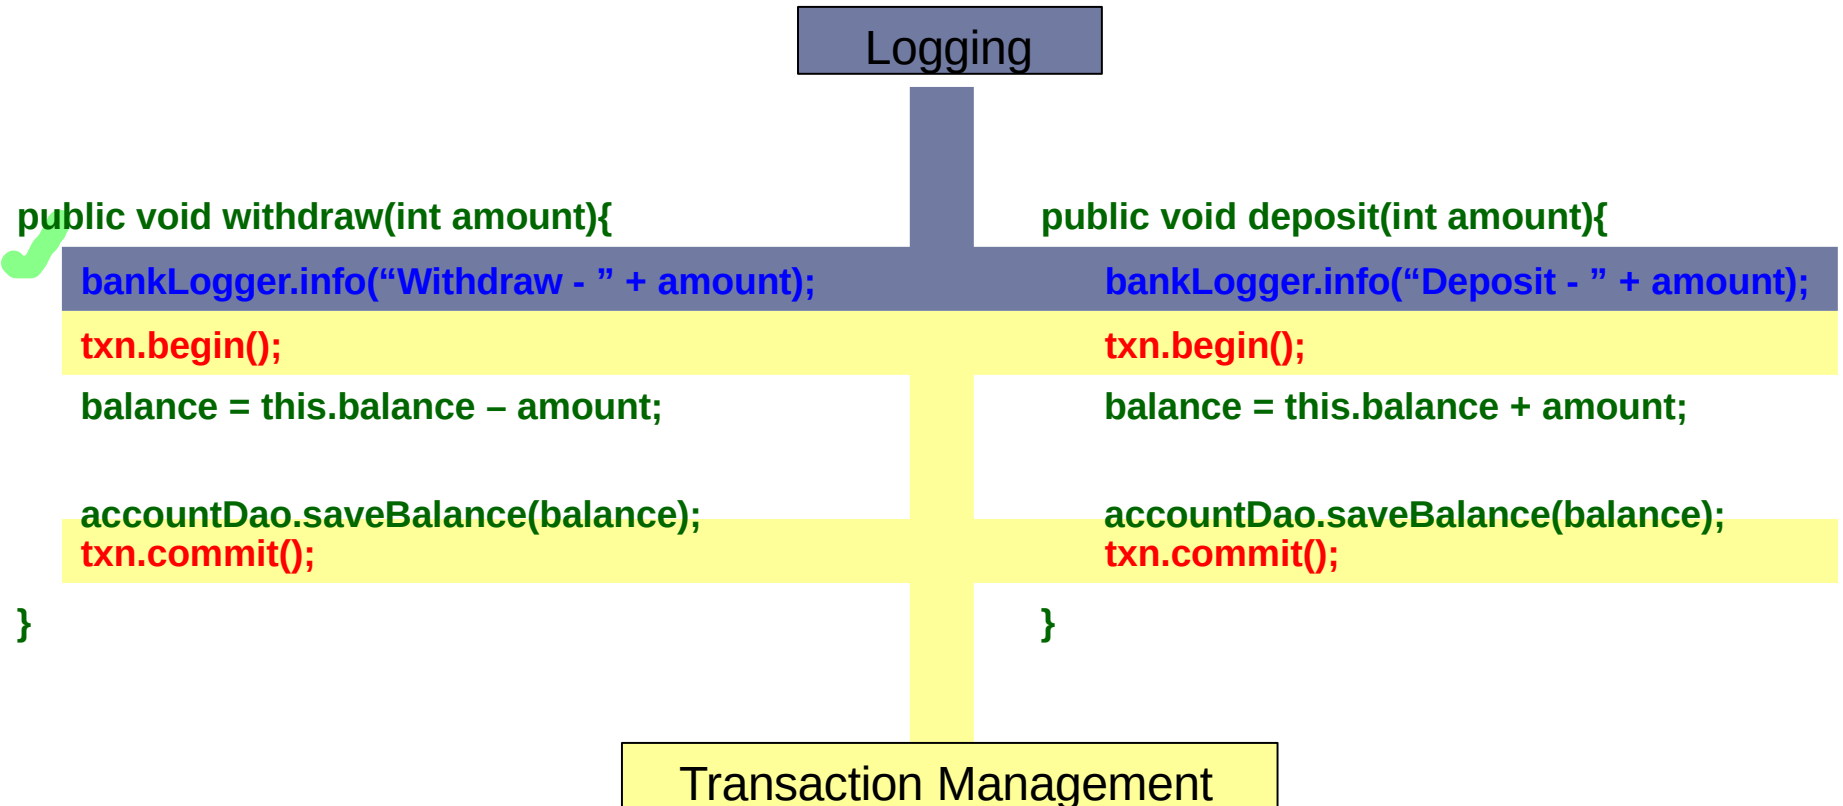 Logging
public void withdraw(int amount){
bankLogger.info(“Withdraw - ” + amount);
txn.begin();
balance = this.balance – amount;
accountDao.saveBalance(balance);
txn.commit();
}
public void deposit(int amount){
bankLogger.info(“Deposit - ” + amount);
txn.begin();
balance = this.balance + amount;
accountDao.saveBalance(balance);
txn.commit();
}
Transaction Management